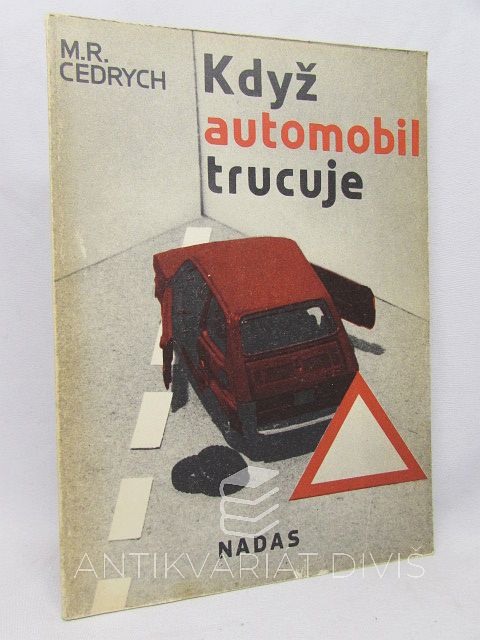 M.R.
CEDRYCH
Když
automobil
trucuje
NADAS
ANTIKVARIÁT DIVIŠ